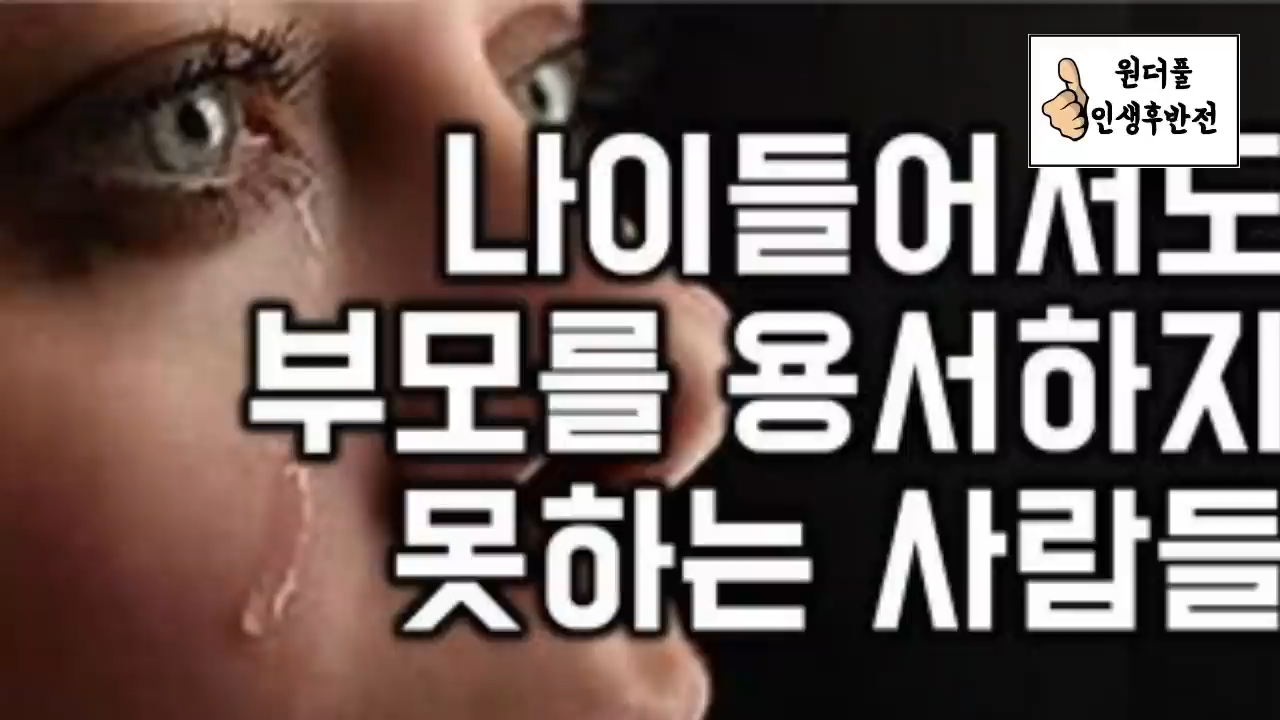 원더풀
인생후반전
나이들어서도
부모를 용서하지
못하는 사람들